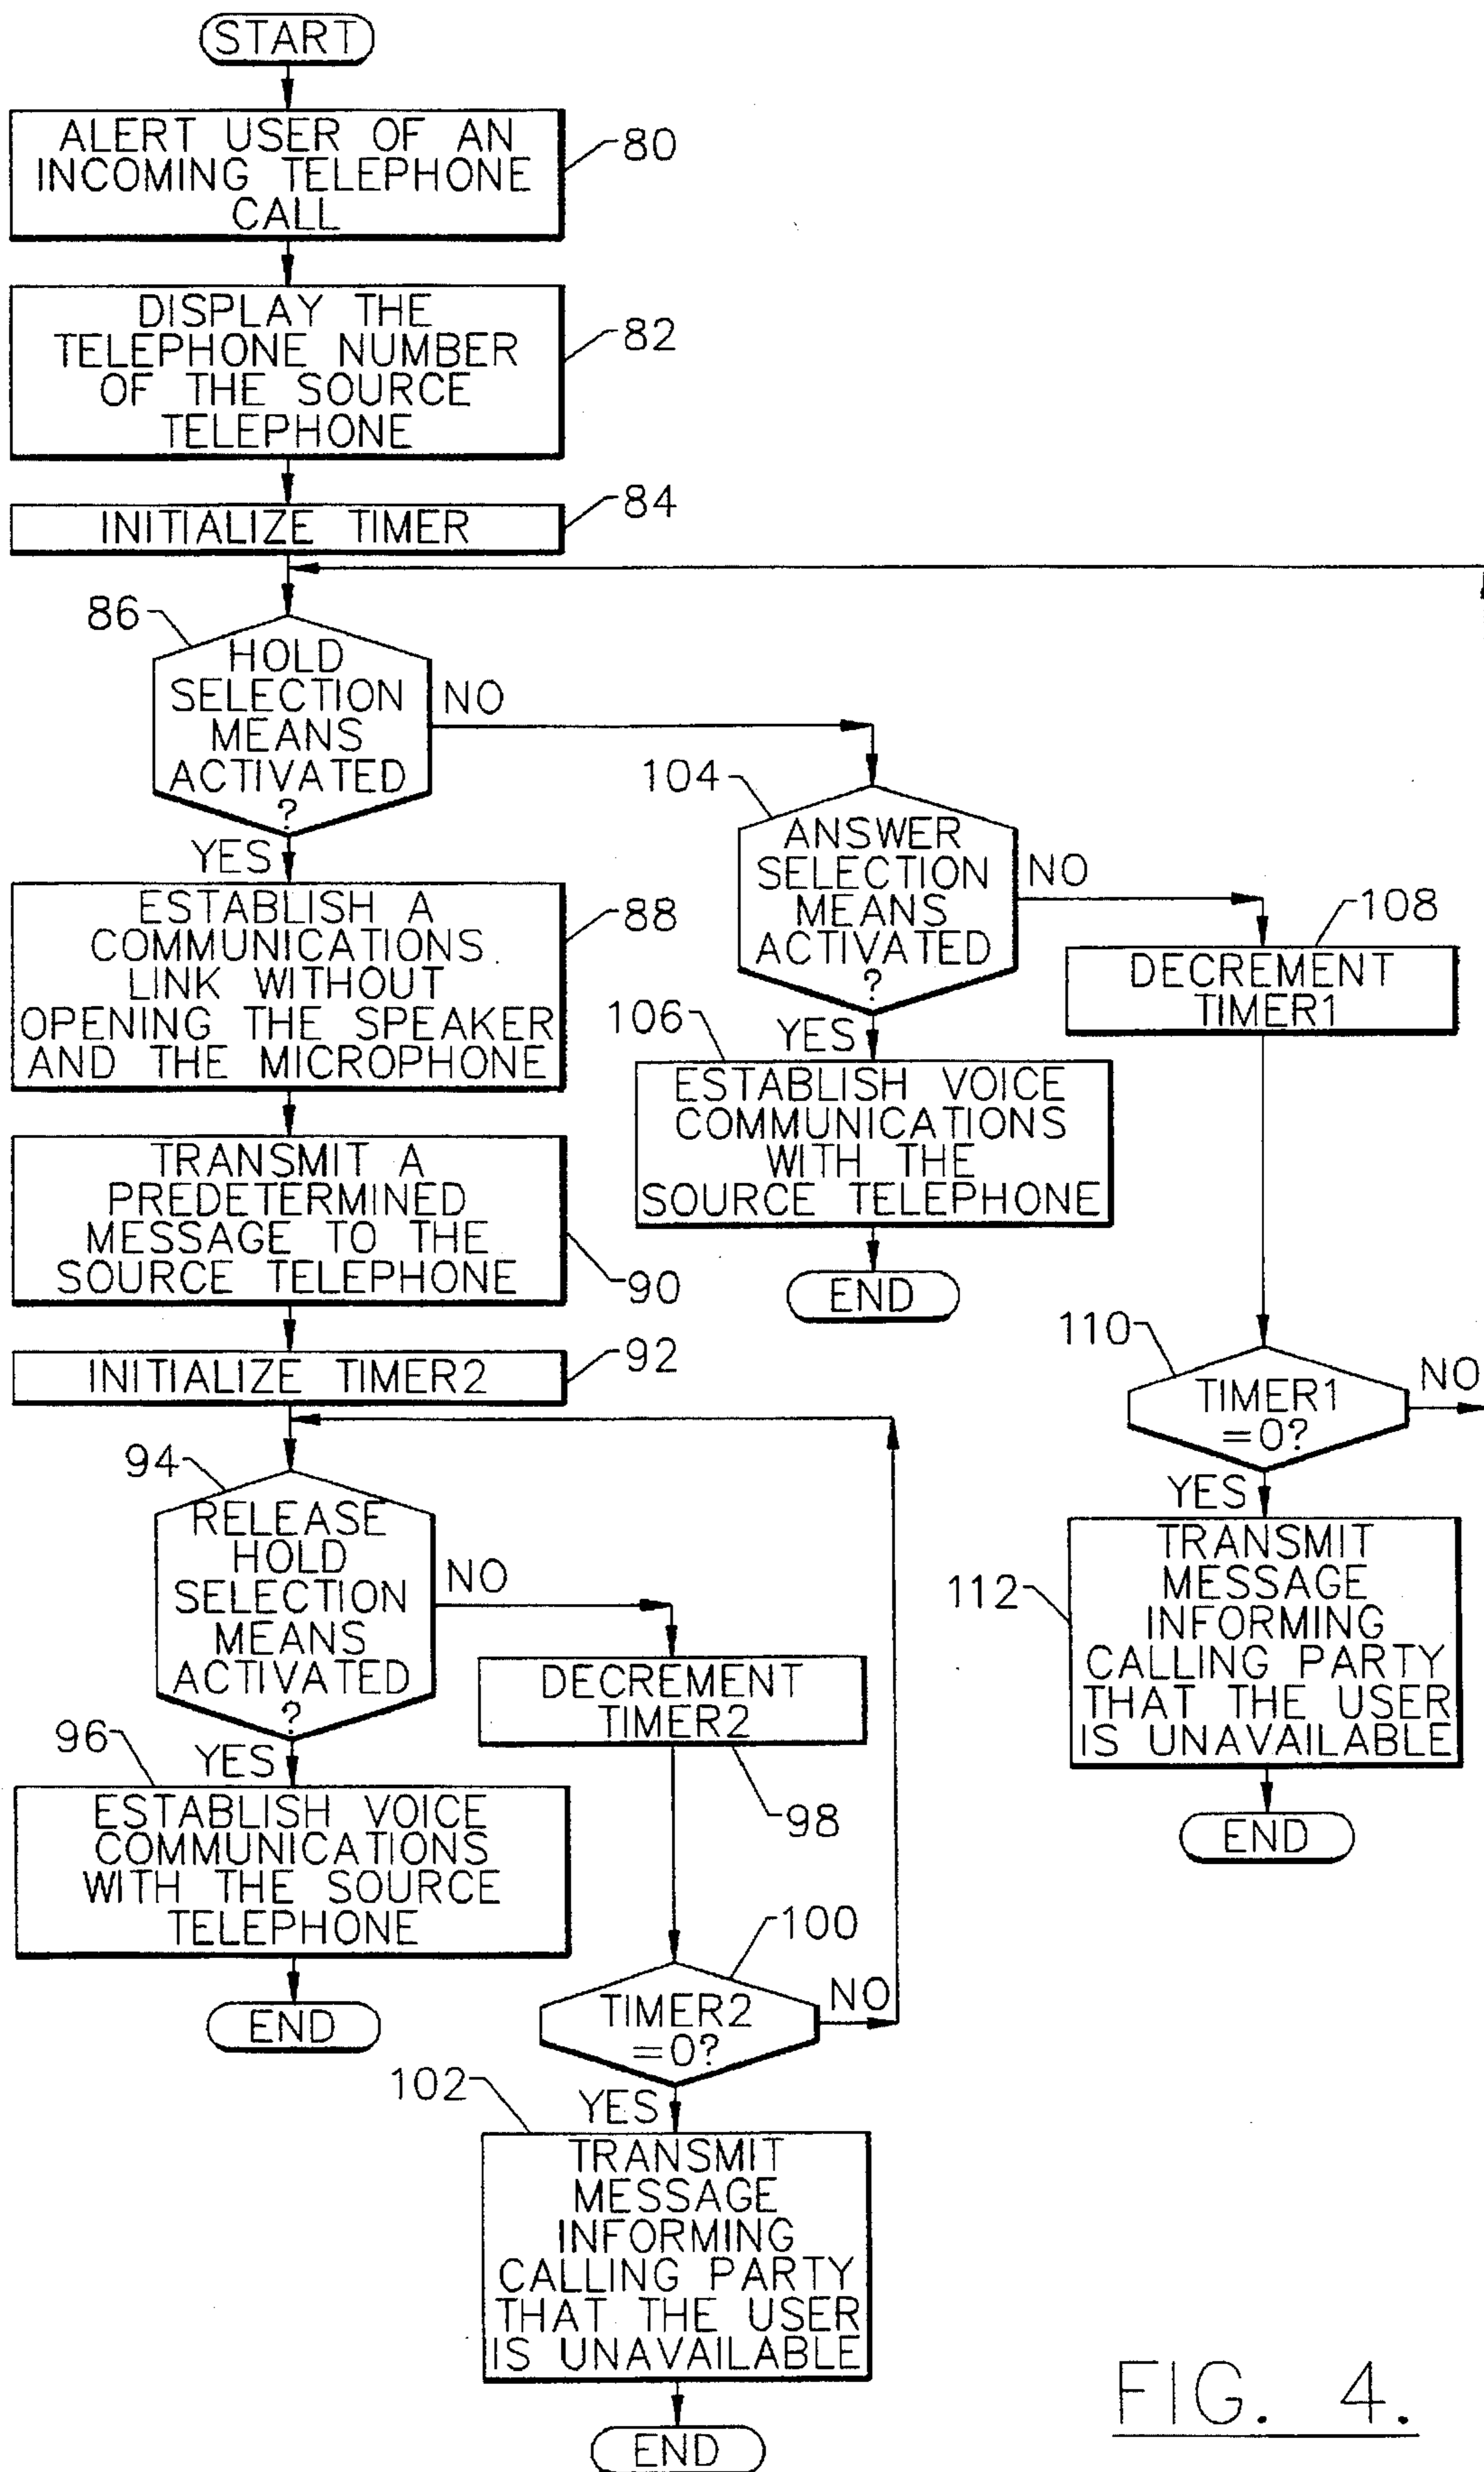 START
ALERT USER OF AN
INCOMING TELEPHONE
CALL
80
DISPLAY THE
TELEPHONE NUMBER
OF THE SOURCE
TELEPHONE
82
INITIALIZE TIMER
84
86
HOLD
SELECTION
MEANS
ACTIVATED
?
NO
YES
104
ANSWER
SELECTION
MEANS
ACTIVATED
?
NO
YES
108
DECREMENT
TIMER1
ESTABLISH A
COMMUNICATIONS
LINK WITHOUT
OPENING THE SPEAKER
AND THE MICROPHONE
88
106
ESTABLISH VOICE
COMMUNICATIONS
WITH THE
SOURCE TELEPHONE
END
TRANSMIT A
PREDETERMINED
MESSAGE TO THE
SOURCE TELEPHONE
90
110
TIMER1
=0?
NO
YES
INITIALIZE TIMER2
92
94
RELEASE
HOLD
SELECTION
MEANS
ACTIVATED
?
NO
YES
DECREMENT
TIMER2
98
112
TRANSMIT
MESSAGE
INFORMING
CALLING PARTY
THAT THE USER
IS UNAVAILABLE
END
96
ESTABLISH VOICE
COMMUNICATIONS
WITH THE SOURCE
TELEPHONE
END
100
TIMER2
=0?
NO
YES
102
TRANSMIT
MESSAGE
INFORMING
CALLING PARTY
THAT THE USER
IS UNAVAILABLE
END
FIG. 4.